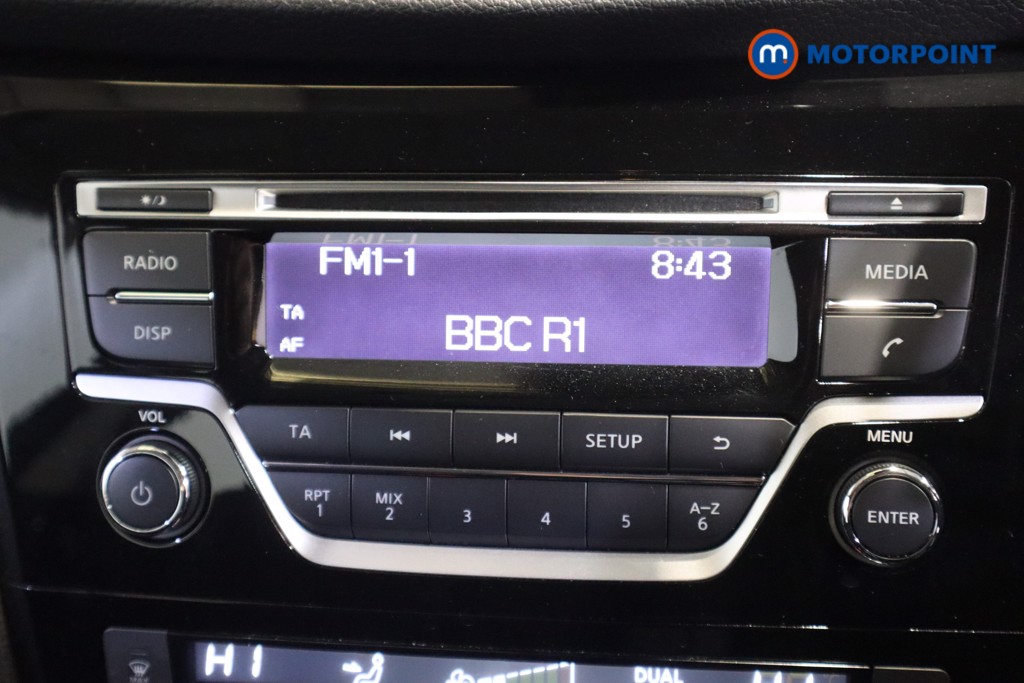 m. MOTORPOINT
RADIO
DISP
FM1-1 8:43
TA
AF
BBC R1
MEDIA
VOL
TA
SETUP
MENU
RPT 1
MIX 2
3
4
5
A-Z 6
ENTER
HI
DUAL